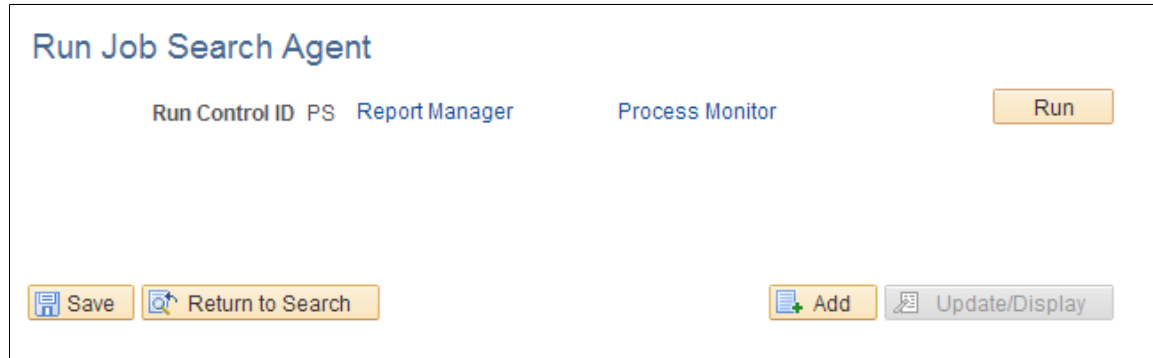 Run Job Search Agent
Run Control ID PS Report Manager Process Monitor Run
Save Return to Search Add Update/Display